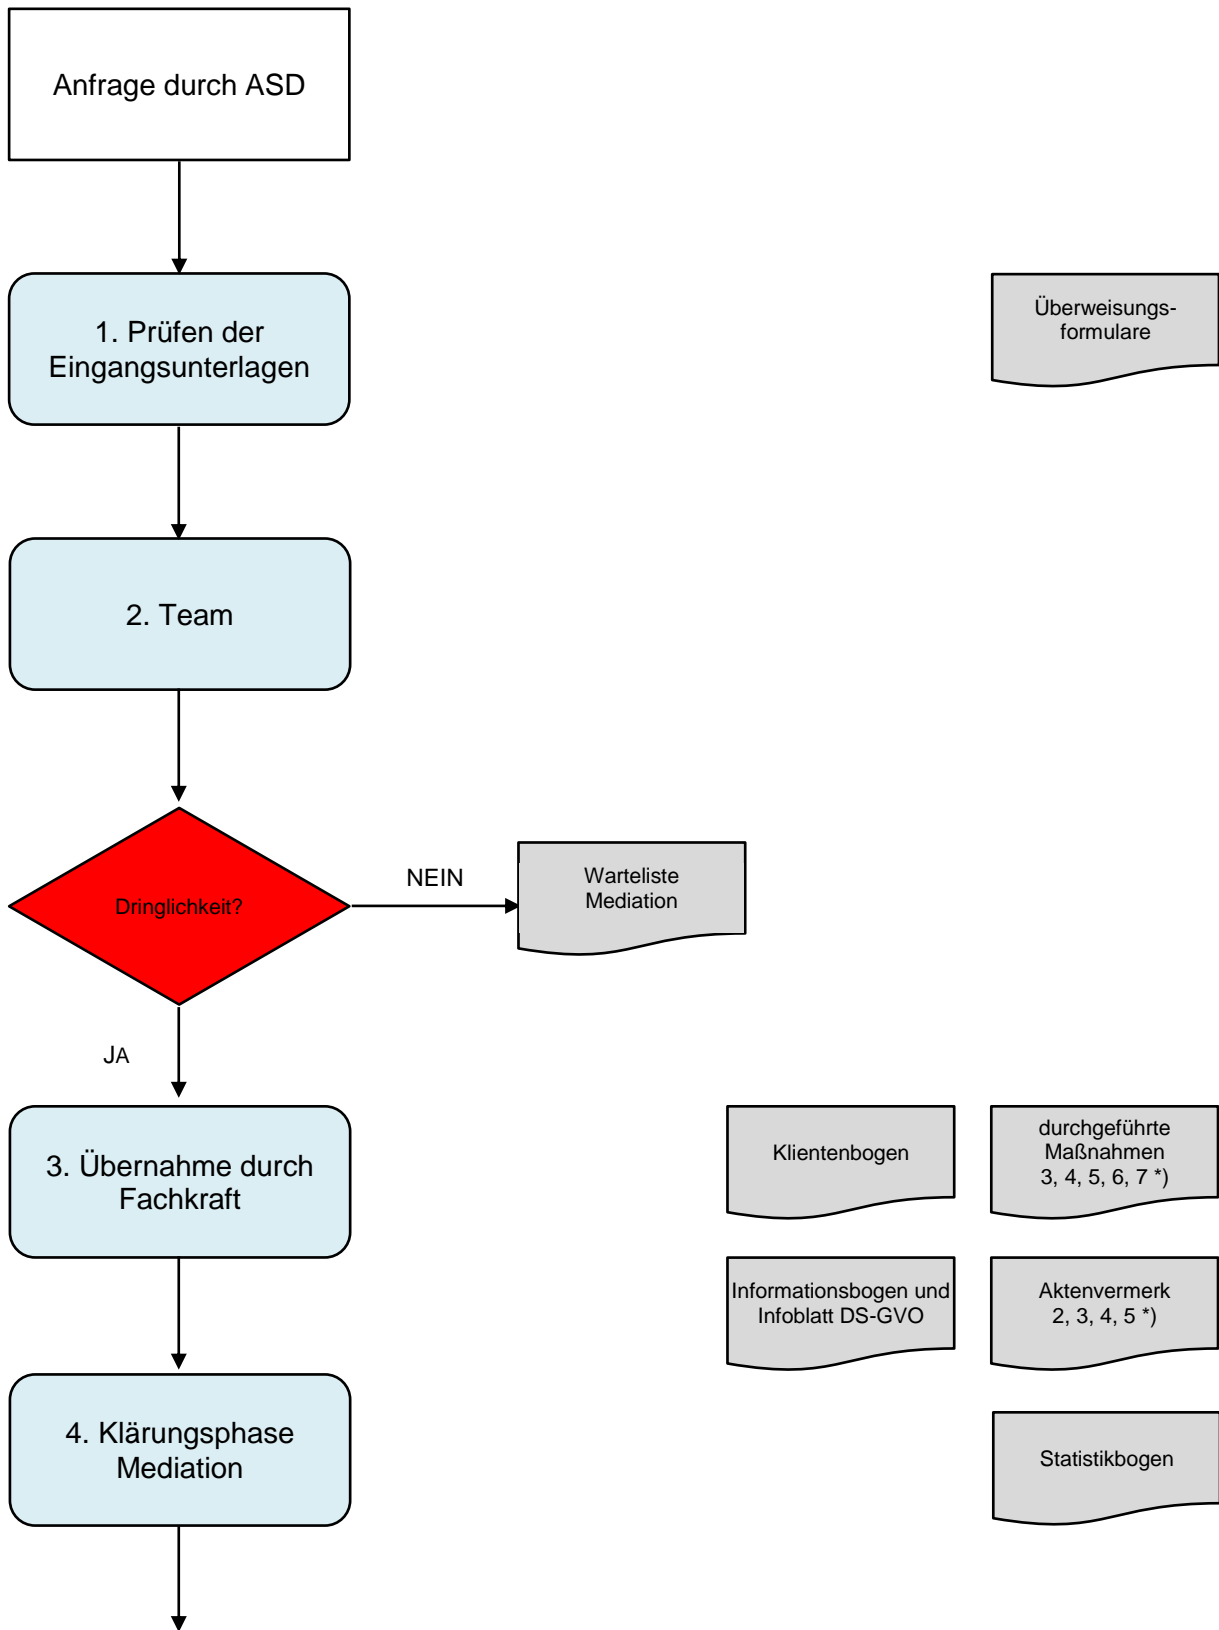 Anfrage durch ASD
1. Prüfen der
Eingangsunterlagen
Überweisungs-
formulare
2. Team
Dringlichkeit?
NEIN
Warteliste
Mediation
JA
3. Übernahme durch
Fachkraft
Klientenbogen
durchgeführte
Maßnahmen
3, 4, 5, 6, 7 *)
Informationsbogen und
Infoblatt DS-GVO
Aktenvermerk
2, 3, 4, 5 *)
4. Klärungsphase
Mediation
Statistikbogen